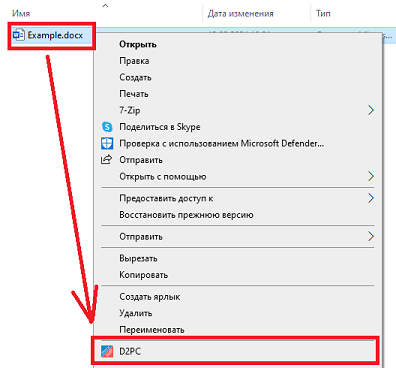 Имя Дата изменения Тип
Example.docx
Открыть
Правка
Создать
Печать
7-Zip
Поделиться в Skype
Проверка с использованием Microsoft Defender...
Отправить
Открыть с помощью
Предоставить доступ к
Восстановить прежнюю версию
Отправить
Вырезать
Копировать
Создать ярлык
Удалить
Переименовать
D2PC